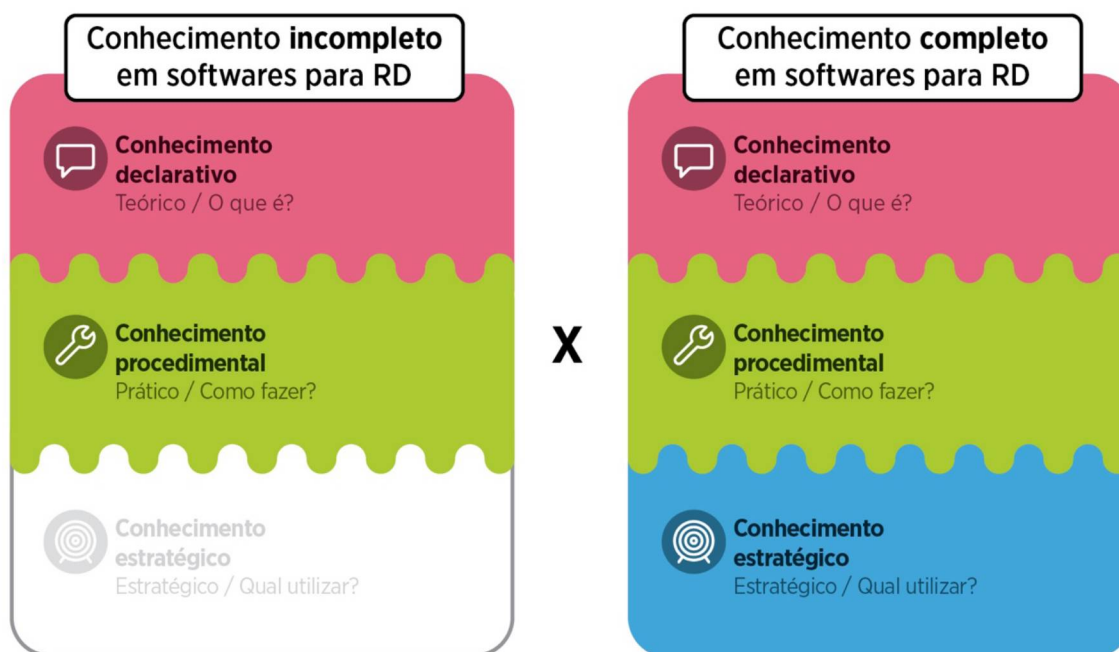 Conhecimento incompleto
em softwares para RD
Conhecimento
declarativo
Teórico / O que é?
Conhecimento
procedimental
Prático / Como fazer?
Conhecimento
estratégico
Estratégico / Qual utilizar?
X
Conhecimento completo
em softwares para RD
Conhecimento
declarativo
Teórico / O que é?
Conhecimento
procedimental
Prático / Como fazer?
Conhecimento
estratégico
Estratégico / Qual utilizar?